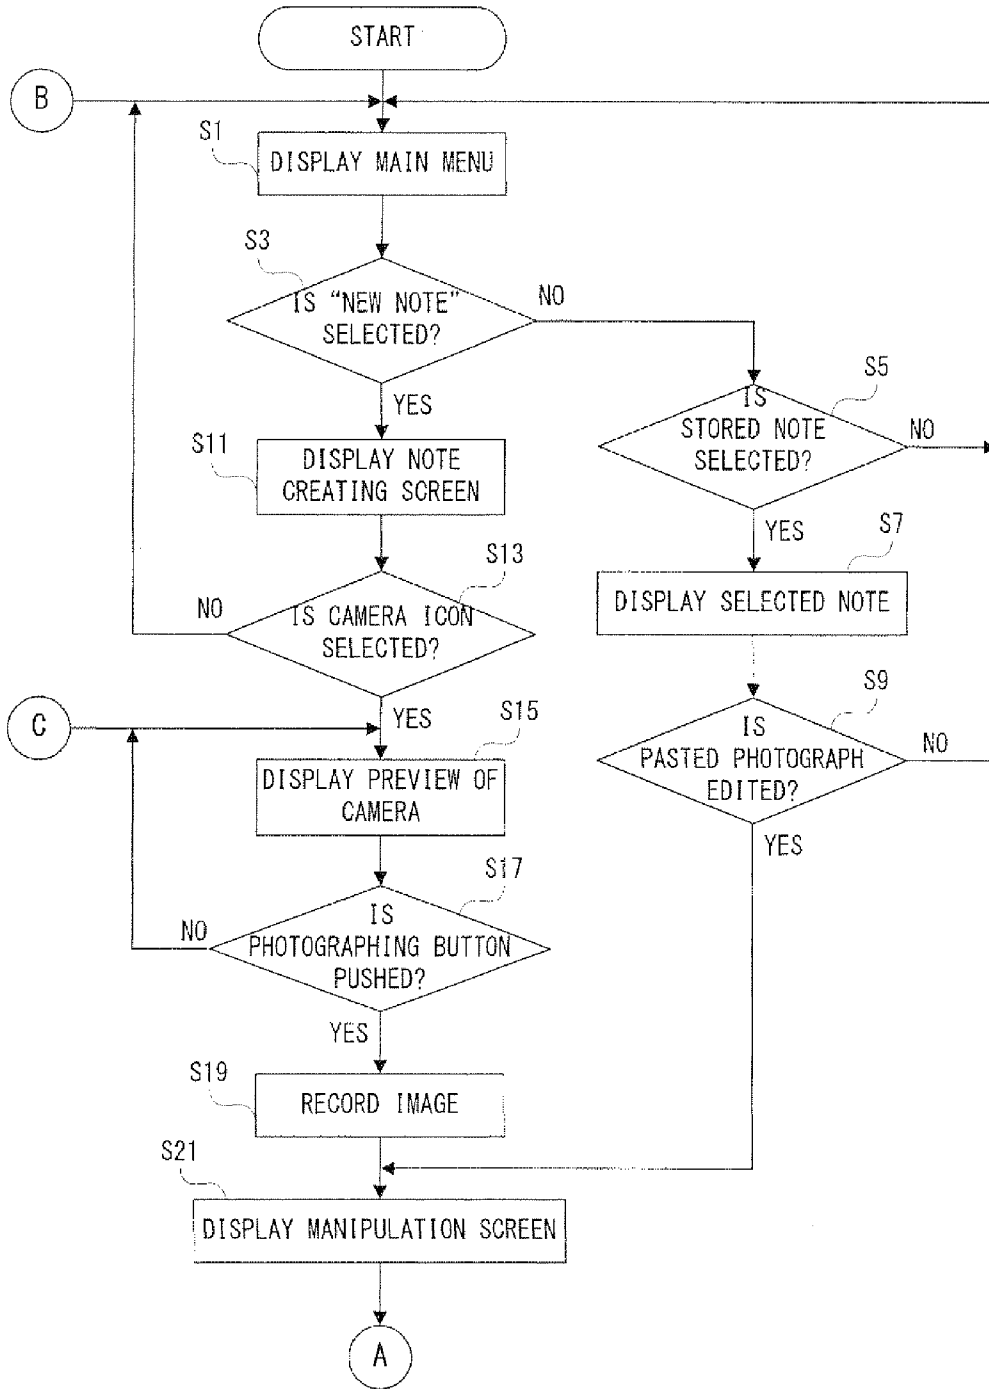 START
B
S1
DISPLAY MAIN MENU
S3
IS “NEW NOTE”
SELECTED?
NO
YES
S5
IS
STORED NOTE
SELECTED?
NO
YES
S11
DISPLAY NOTE
CREATING SCREEN
S7
DISPLAY SELECTED NOTE
S13
IS CAMERA ICON
SELECTED?
NO
YES
S9
IS
PASTED PHOTOGRAPH
EDITED?
NO
YES
C
S15
DISPLAY PREVIEW OF
CAMERA
S17
IS
PHOTOGRAPHING BUTTON
PUSHED?
NO
YES
S19
RECORD IMAGE
S21
DISPLAY MANIPULATION SCREEN
A